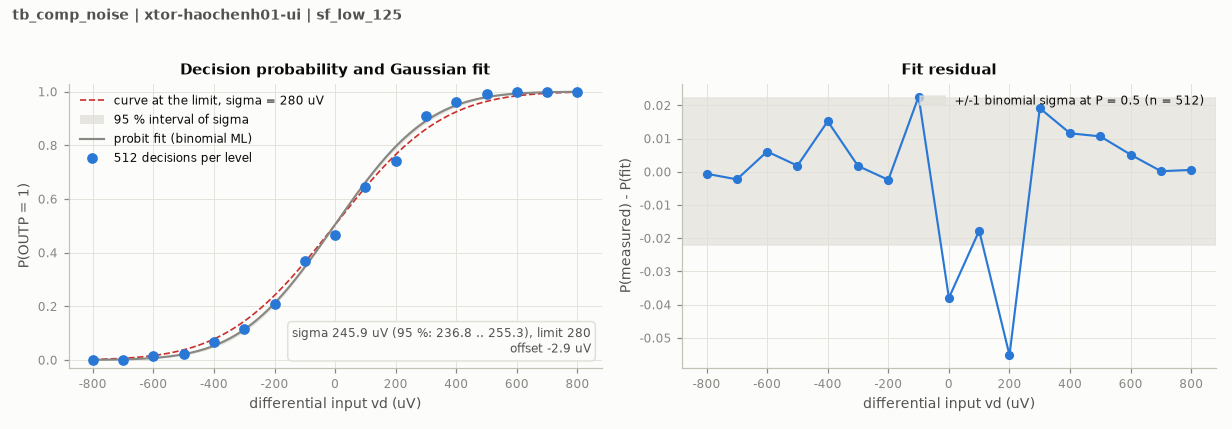 tb_comp_noise | xtor-haochenh01-ui | sf_low_125
Decision probability and Gaussian fit
curve at the limit, sigma = 280 uV
95 % interval of sigma
probit fit (binomial ML)
512 decisions per level
P(OUTP = 1)
1.0
0.8
0.6
0.4
0.2
0.0
sigma 245.9 uV (95 %: 236.8 .. 255.3), limit 280
offset -2.9 uV
-800 -600 -400 -200 0 200 400 600 800
differential input vd (uV)
Fit residual
+/-1 binomial sigma at P = 0.5 (n = 512)
P(measured) - P(fit)
0.02
0.01
0.00
-0.01
-0.02
-0.03
-0.04
-0.05
-800 -600 -400 -200 0 200 400 600 800
differential input vd (uV)